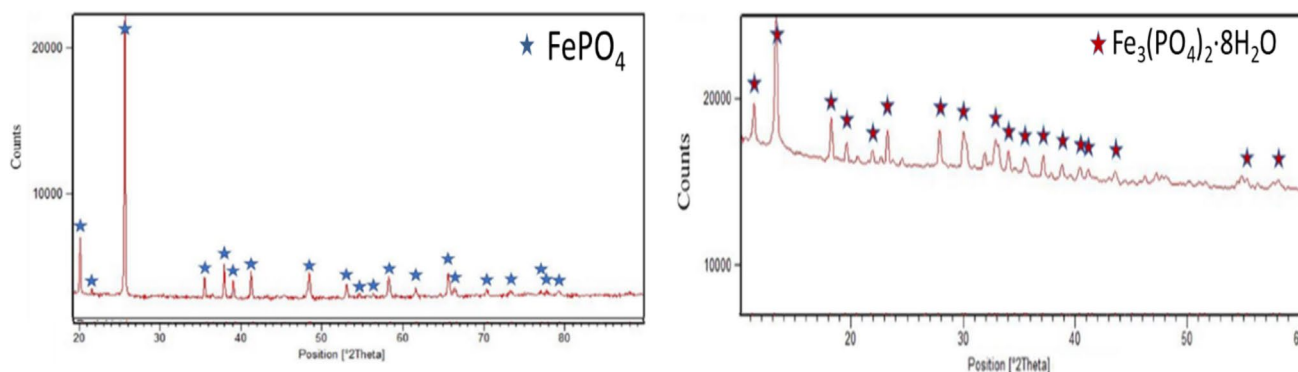 20000
★ FePO4
10000
Counts
20 30 40 50 60 70 80
Position [°2Theta]
★ Fe3(PO4)2·8H2O
20000
10000
Counts
20 30 40 50 60
Position [°2Theta]